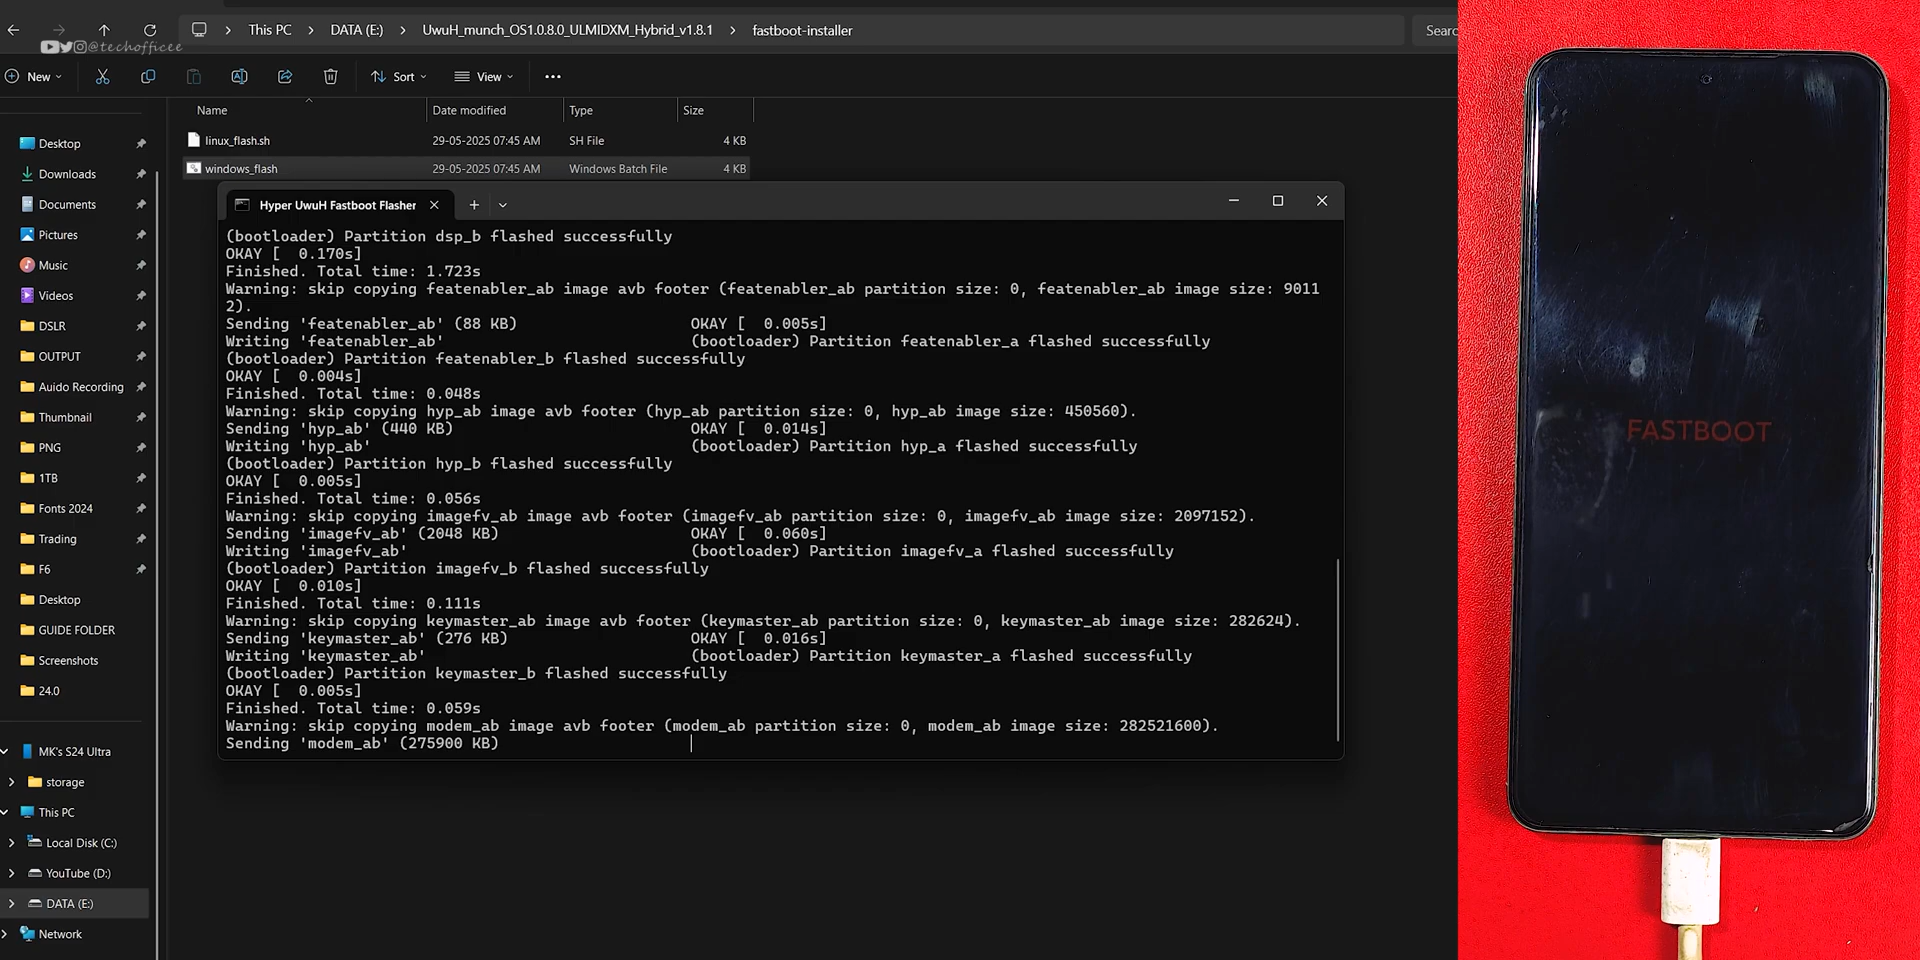 This PC > DATA (E:) > UwuH_munch_OS1.0.8.0_ULMIDXM_Hybrid_v1.8.1 > fastboot-installer
Searc
@techofficee
New
Sort
View
Name
Date modified
Type
Size
linux_flash.sh
29-05-2025 07:45 AM
SH File
4 KB
windows_flash
29-05-2025 07:45 AM
Windows Batch File
4 KB
Desktop
Downloads
Documents
Pictures
Music
Videos
DSLR
OUTPUT
Auido Recording
Thumbnail
PNG
1TB
Fonts 2024
Trading
F6
Desktop
GUIDE FOLDER
Screenshots
24.0
MK's S24 Ultra
storage
This PC
Local Disk (C:)
YouTube (D:)
DATA (E:)
Network
Hyper UwuH Fastboot Flasher
(bootloader) Partition dsp_b flashed successfully
OKAY [  0.170s]
Finished. Total time: 1.723s
Warning: skip copying featenabler_ab image avb footer (featenabler_ab partition size: 0, featenabler_ab image size: 9011
2).
Sending 'featenabler_ab' (88 KB)                   OKAY [  0.005s]
Writing 'featenabler_ab'                           (bootloader) Partition featenabler_a flashed successfully
(bootloader) Partition featenabler_b flashed successfully
OKAY [  0.004s]
Finished. Total time: 0.048s
Warning: skip copying hyp_ab image avb footer (hyp_ab partition size: 0, hyp_ab image size: 450560).
Sending 'hyp_ab' (440 KB)                          OKAY [  0.014s]
Writing 'hyp_ab'                                   (bootloader) Partition hyp_a flashed successfully
(bootloader) Partition hyp_b flashed successfully
OKAY [  0.005s]
Finished. Total time: 0.056s
Warning: skip copying imagefv_ab image avb footer (imagefv_ab partition size: 0, imagefv_ab image size: 2097152).
Sending 'imagefv_ab' (2048 KB)                     OKAY [  0.060s]
Writing 'imagefv_ab'                               (bootloader) Partition imagefv_a flashed successfully
(bootloader) Partition imagefv_b flashed successfully
OKAY [  0.010s]
Finished. Total time: 0.111s
Warning: skip copying keymaster_ab image avb footer (keymaster_ab partition size: 0, keymaster_ab image size: 282624).
Sending 'keymaster_ab' (276 KB)                    OKAY [  0.016s]
Writing 'keymaster_ab'                             (bootloader) Partition keymaster_a flashed successfully
(bootloader) Partition keymaster_b flashed successfully
OKAY [  0.005s]
Finished. Total time: 0.059s
Warning: skip copying modem_ab image avb footer (modem_ab partition size: 0, modem_ab image size: 282521600).
Sending 'modem_ab' (275900 KB)
FASTBOOT